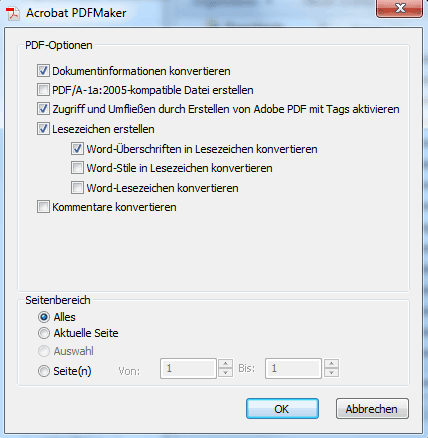 Acrobat PDFMaker
PDF-Optionen
Dokumentinformationen konvertieren
PDF/A-1a:2005-kompatible Datei erstellen
Zugriff und Umfließen durch Erstellen von Adobe PDF mit Tags aktivieren
Lesezeichen erstellen
Word-Überschriften in Lesezeichen konvertieren
Word-Stile in Lesezeichen konvertieren
Word-Lesezeichen konvertieren
Kommentare konvertieren
Seitenbereich
Alles
Aktuelle Seite
Auswahl
Seite(n) Von: 1 Bis: 1
OK Abbrechen